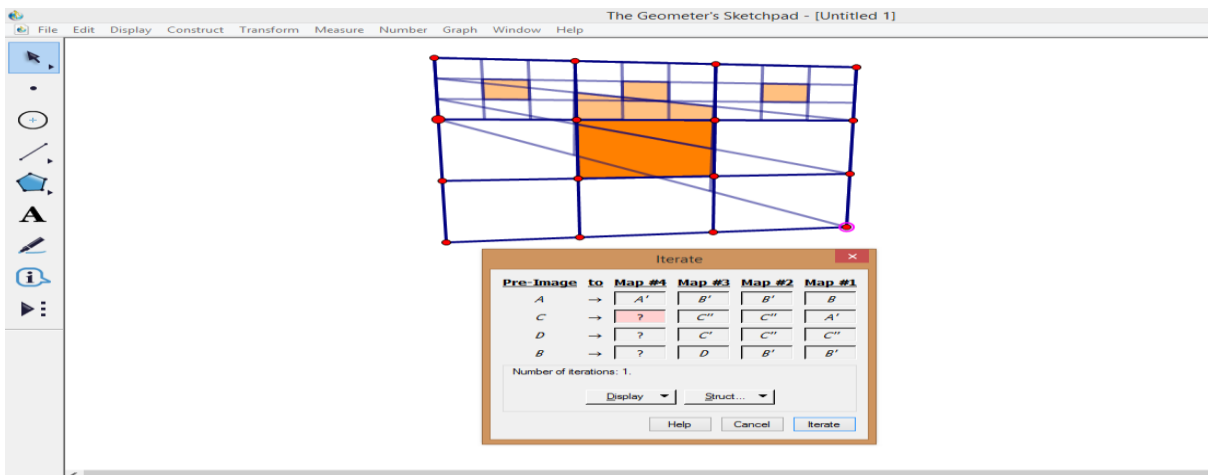 The Geometer's Sketchpad - [Untitled 1]
File Edit Display Construct Transform Measure Number Graph Window Help
A
Iterate
Pre-Image to Map #4 Map #3 Map #2 Map #1
A → A' B' B' B
C → ? C'' C'' A'
D → ? C' C'' C''
B → ? D B' B'
Number of iterations: 1.
Display Struct...
Help Cancel Iterate